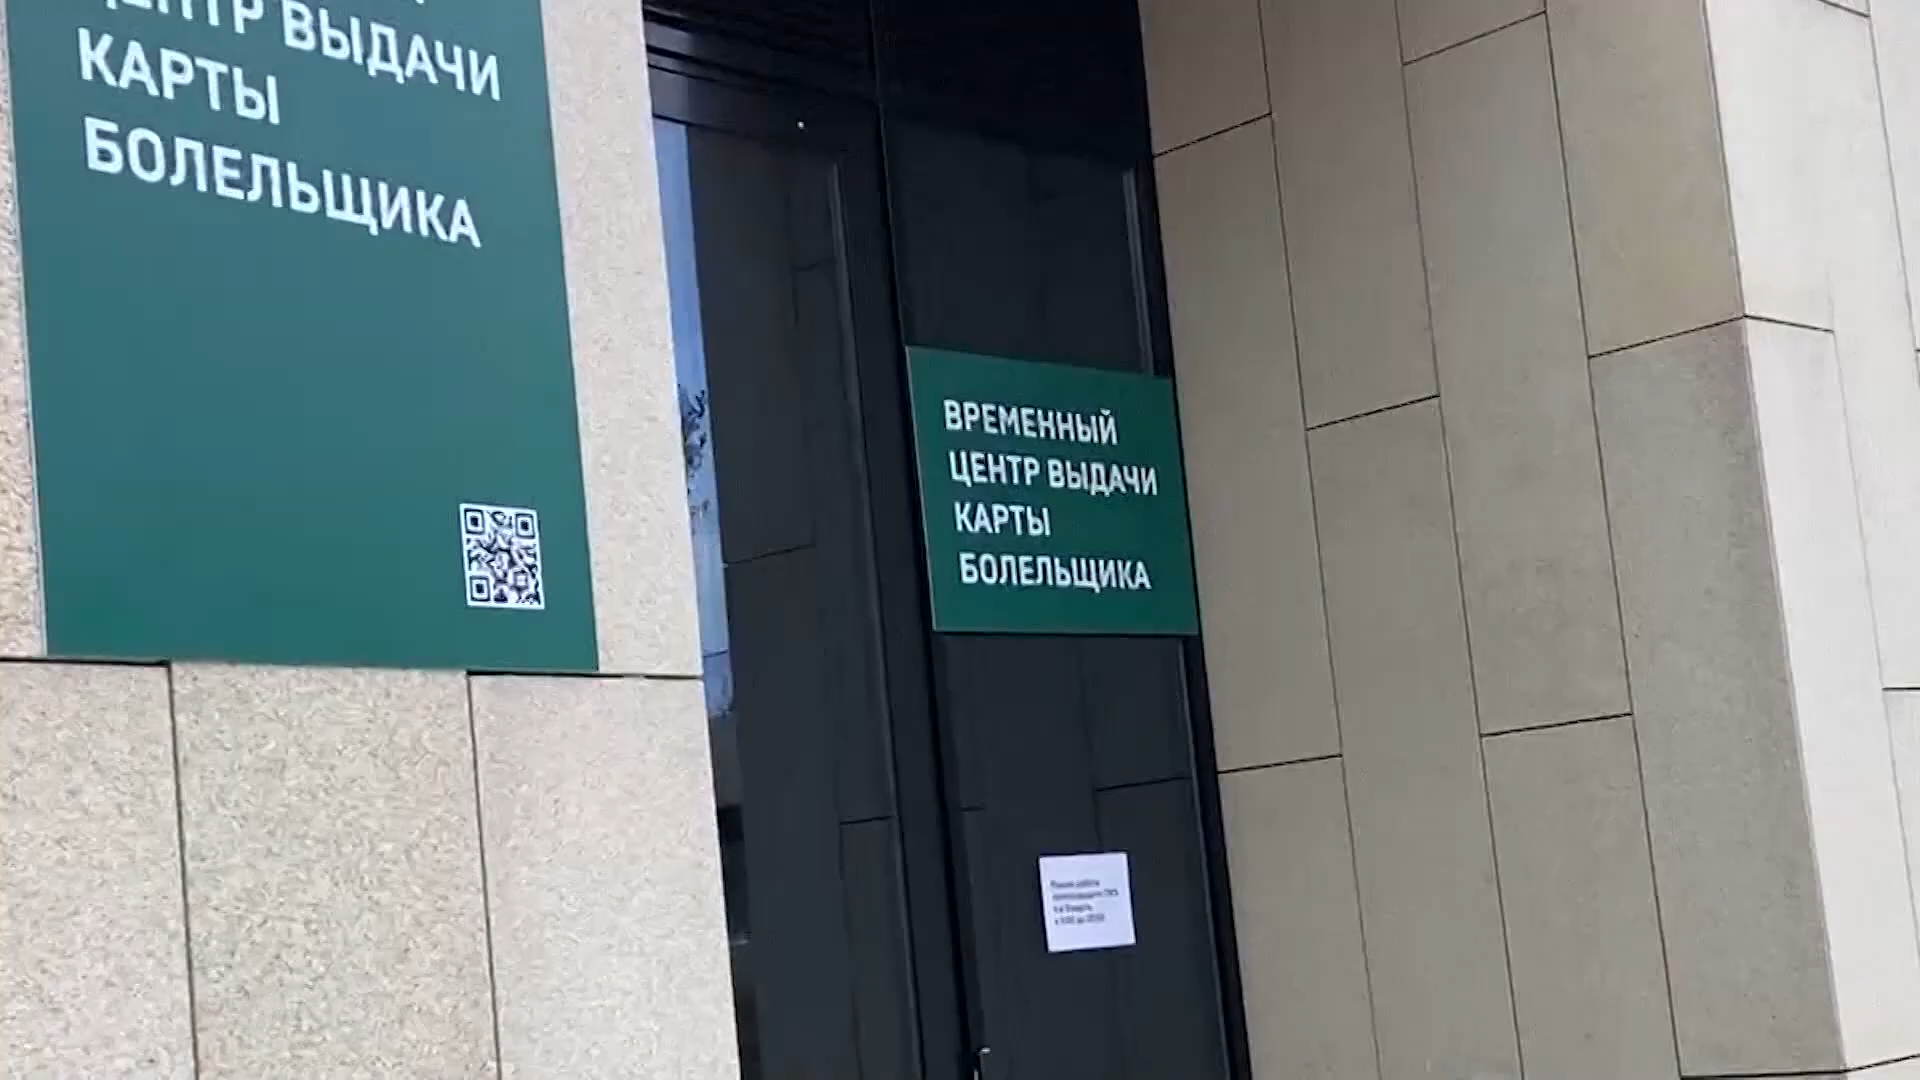 ЦЕНТР ВЫДАЧИ
КАРТЫ
БОЛЕЛЬЩИКА
ВРЕМЕННЫЙ
ЦЕНТР ВЫДАЧИ
КАРТЫ
БОЛЕЛЬЩИКА